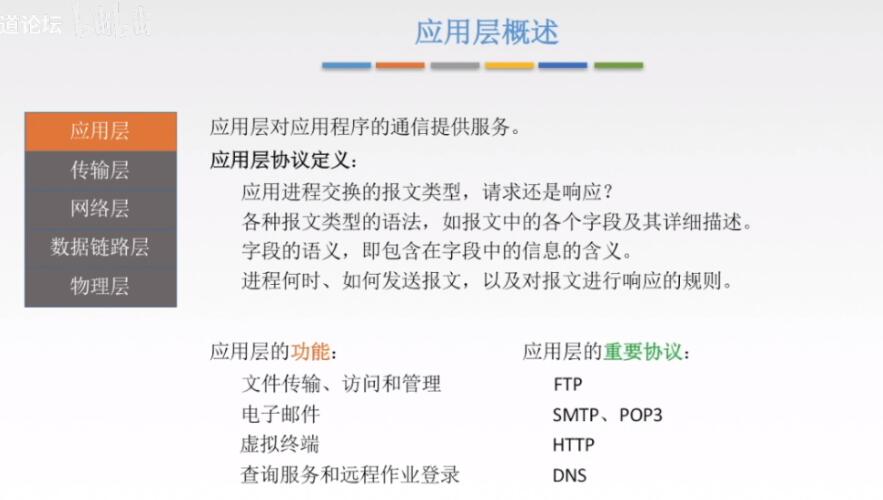 道论坛
应用层概述
应用层
传输层
网络层
数据链路层
物理层
应用层对应用程序的通信提供服务。
应用层协议定义：
应用进程交换的报文类型，请求还是响应？
各种报文类型的语法，如报文中的各个字段及其详细描述。
字段的语义，即包含在字段中的信息的含义。
进程何时、如何发送报文，以及对报文进行响应的规则。
应用层的功能：
文件传输、访问和管理
电子邮件
虚拟终端
查询服务和远程作业登录
应用层的重要协议：
FTP
SMTP、POP3
HTTP
DNS